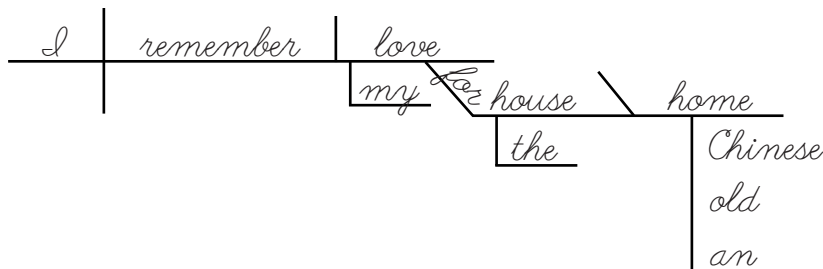 I remember love
my for house home
the Chinese
old
an